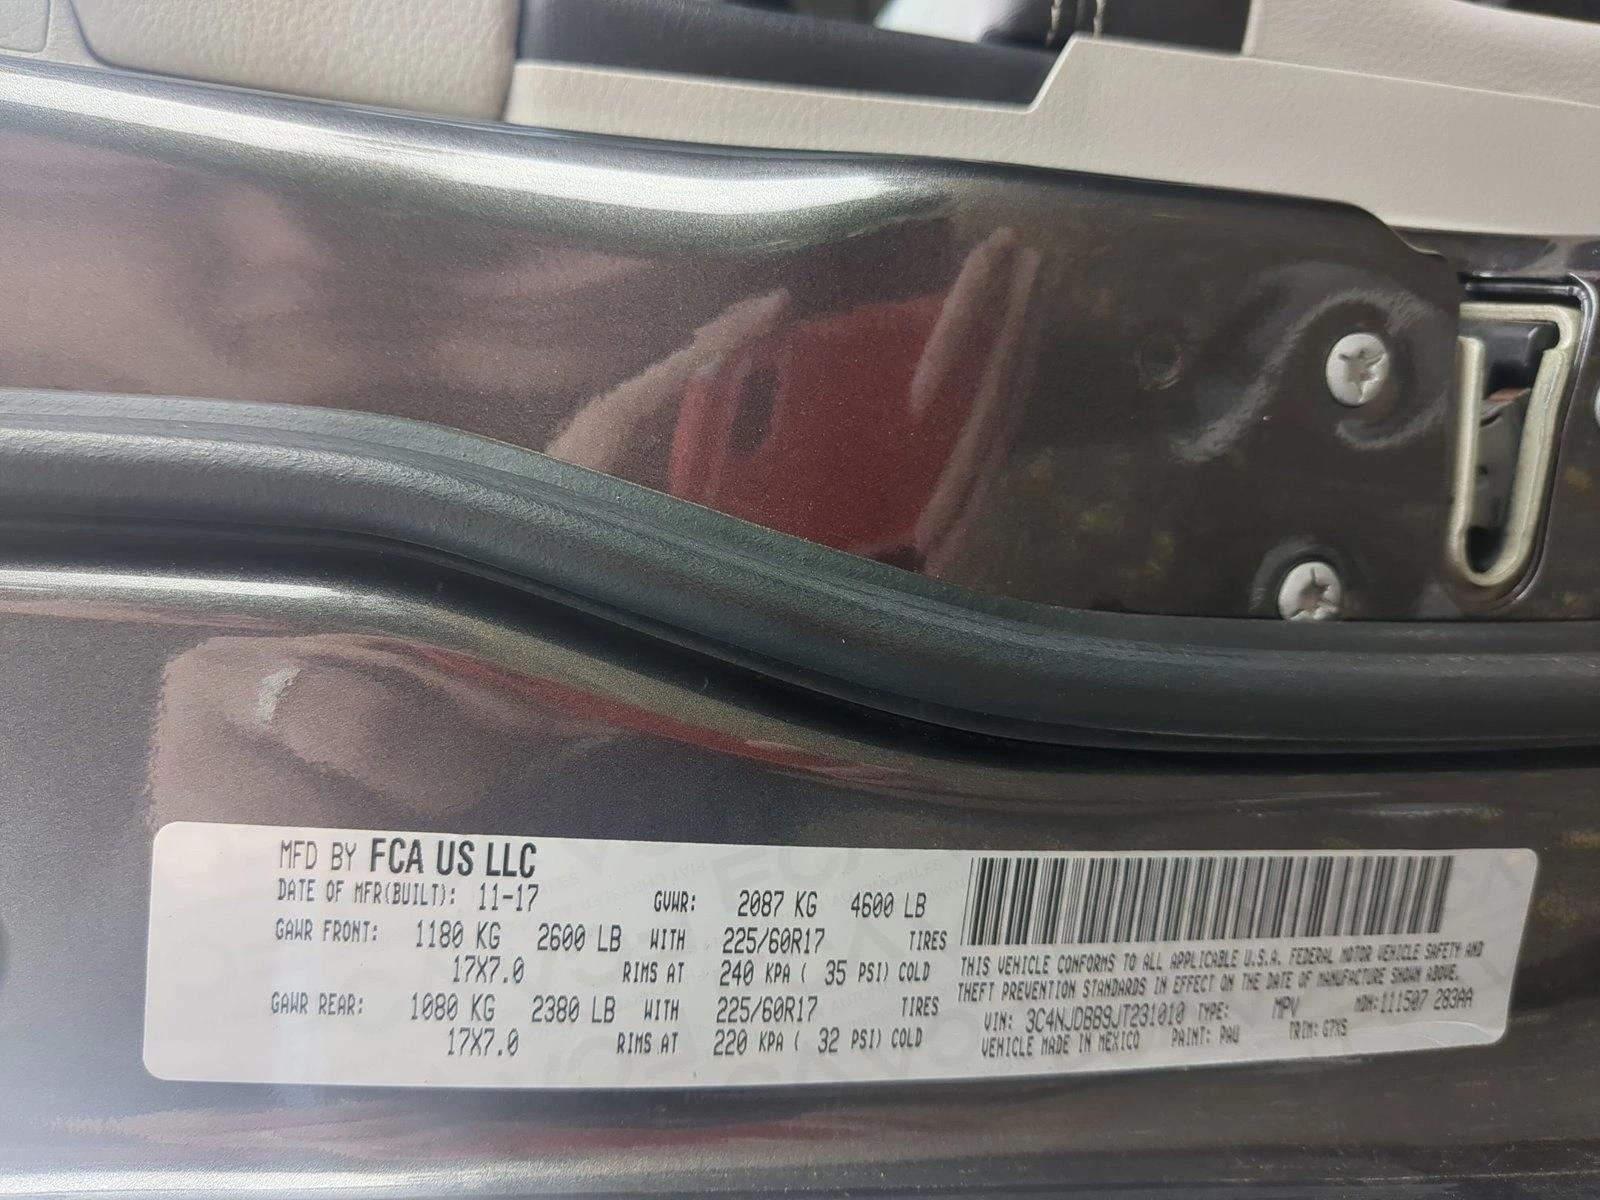 MFD BY FCA US LLC
DATE OF MFR(BUILT): 11-17 GVWR: 2087 KG 4600 LB
GAWR FRONT: 1180 KG 2600 LB WITH 225/60R17 TIRES
17X7.0 RIMS AT 240 KPA ( 35 PSI) COLD
GAWR REAR: 1080 KG 2380 LB WITH 225/60R17 TIRES
17X7.0 RIMS AT 220 KPA ( 32 PSI) COLD
THIS VEHICLE CONFORMS TO ALL APPLICABLE U.S.A. FEDERAL MOTOR VEHICLE SAFETY AND
THEFT PREVENTION STANDARDS IN EFFECT ON THE DATE OF MANUFACTURE SHOWN ABOVE.
VIN: 3C4NJDBB9JT231010 TYPE: MPV MDH:111507 283AA
VEHICLE MADE IN MEXICO PAINT: PAU TRIM: G7XS